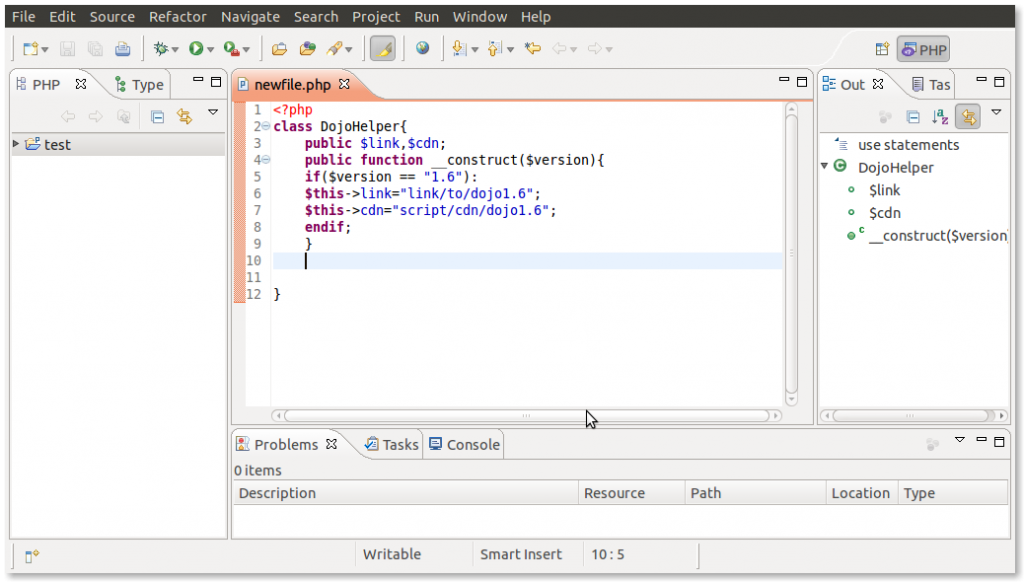 File Edit Source Refactor Navigate Search Project Run Window Help
PHP
PHP Type
newfile.php
Out Tas
test
1 <?php
2 class DojoHelper{
3 public $link,$cdn;
4 public function __construct($version){
5 if($version == "1.6"):
6 $this->link="link/to/dojo1.6";
7 $this->cdn="script/cdn/dojo1.6";
8 endif;
9 }
10
11
12 }
use statements
DojoHelper
$link
$cdn
__construct($version
Problems Tasks Console
0 items
Description Resource Path Location Type
Writable Smart Insert 10 : 5